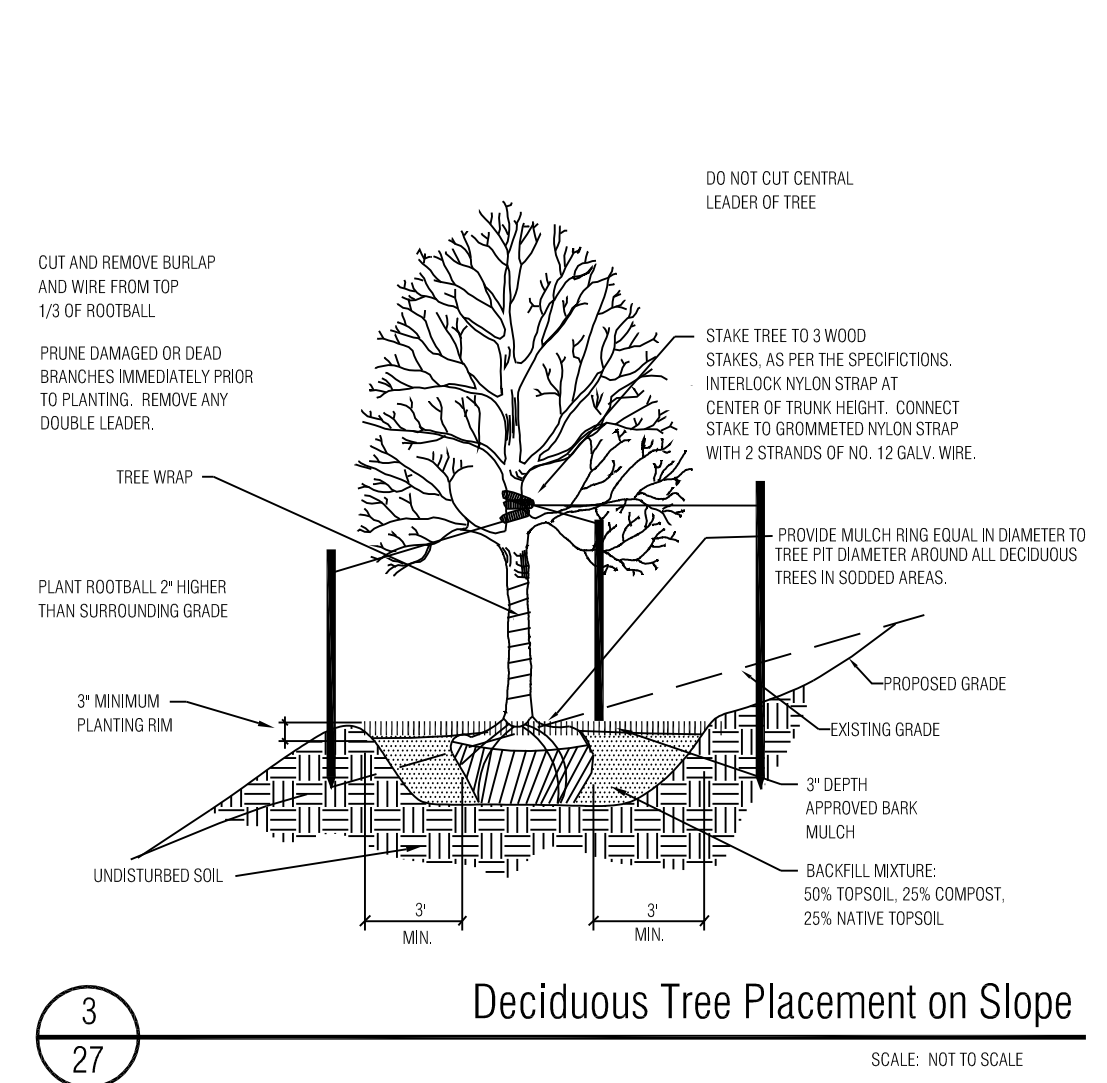 DO NOT CUT CENTRAL
LEADER OF TREE
CUT AND REMOVE BURLAP
AND WIRE FROM TOP
1/3 OF ROOTBALL
PRUNE DAMAGED OR DEAD
BRANCHES IMMEDIATELY PRIOR
TO PLANTING. REMOVE ANY
DOUBLE LEADER.
STAKE TREE TO 3 WOOD
STAKES, AS PER THE SPECIFICTIONS.
INTERLOCK NYLON STRAP AT
CENTER OF TRUNK HEIGHT. CONNECT
STAKE TO GROMMETED NYLON STRAP
WITH 2 STRANDS OF NO. 12 GALV. WIRE.
TREE WRAP
PROVIDE MULCH RING EQUAL IN DIAMETER TO
TREE PIT DIAMETER AROUND ALL DECIDUOUS
TREES IN SODDED AREAS.
PLANT ROOTBALL 2" HIGHER
THAN SURROUNDING GRADE
PROPOSED GRADE
3" MINIMUM
PLANTING RIM
EXISTING GRADE
3" DEPTH
APPROVED BARK
MULCH
UNDISTURBED SOIL
BACKFILL MIXTURE:
50% TOPSOIL, 25% COMPOST,
25% NATIVE TOPSOIL
3'
MIN.
3'
MIN.
3
27
Deciduous Tree Placement on Slope
SCALE: NOT TO SCALE